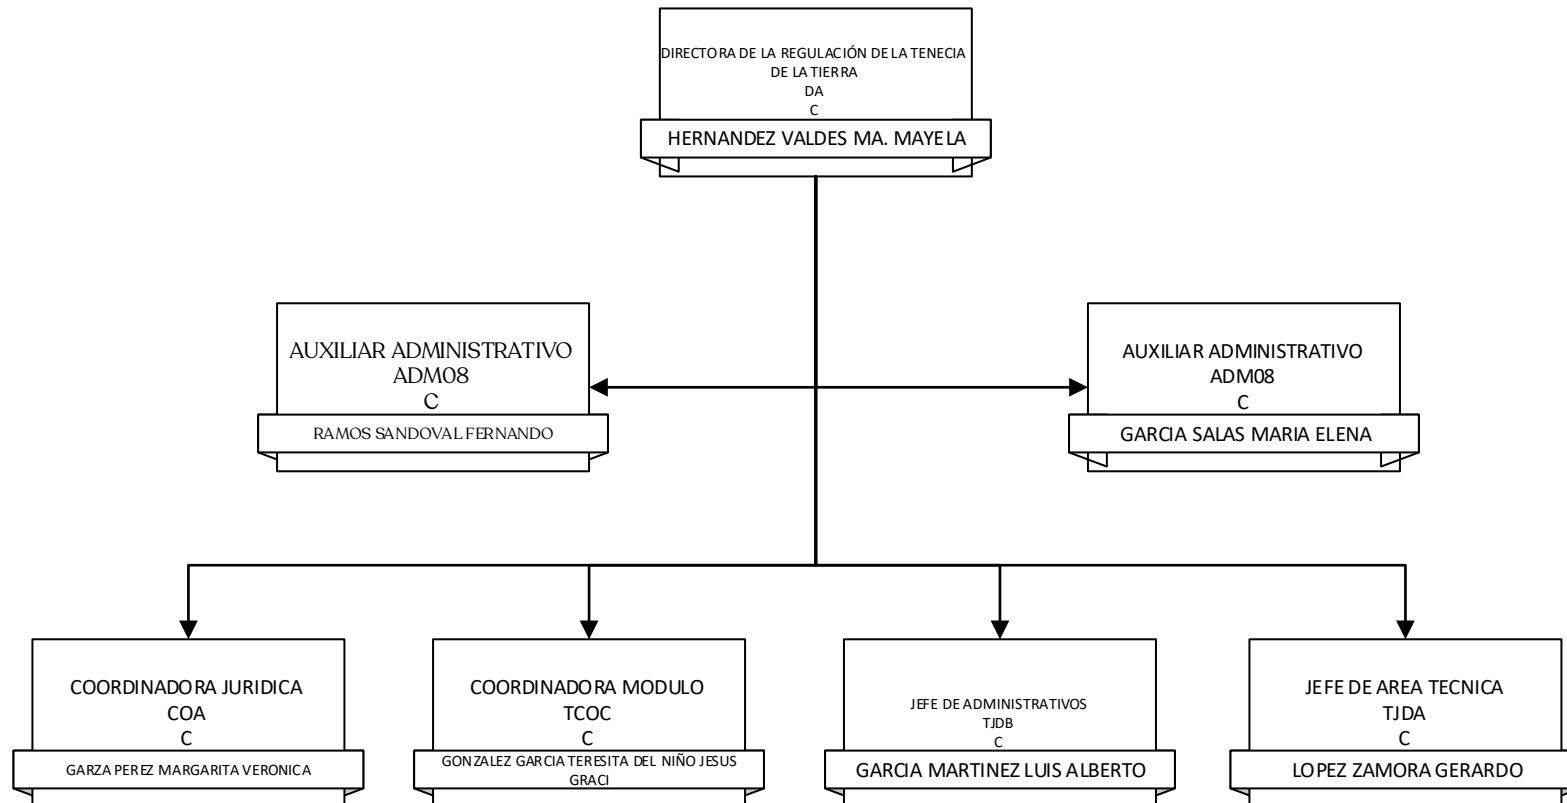 DIRECTORA DE LA REGULACIÓN DE LA TENECIA
DE LA TIERRA
DA
C
HERNANDEZ VALDES MA. MAYELA
AUXILIAR ADMINISTRATIVO
ADM08
C
RAMOS SANDOVAL FERNANDO
AUXILIAR ADMINISTRATIVO
ADM08
C
GARCIA SALAS MARIA ELENA
COORDINADORA JURIDICA
COA
C
GARZA PEREZ MARGARITA VERONICA
COORDINADORA MODULO
TCOC
C
GONZALEZ GARCIA TERESITA DEL NIÑO JESUS
GRACI
JEFE DE ADMINISTRATIVOS
TJDB
C
GARCIA MARTINEZ LUIS ALBERTO
JEFE DE AREA TECNICA
TJDA
C
LOPEZ ZAMORA GERARDO